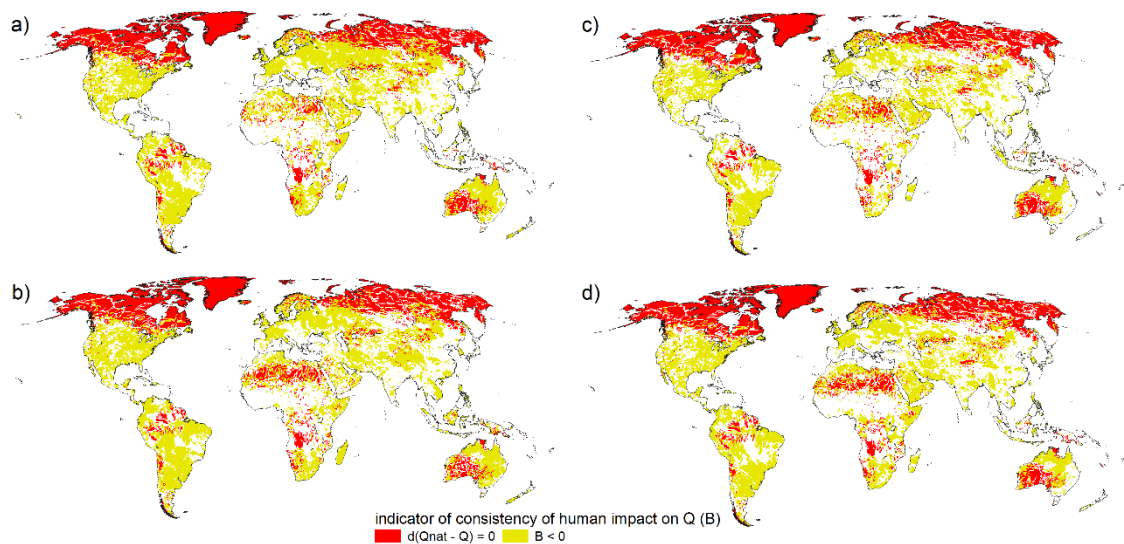 a)
c)
b)
d)
indicator of consistency of human impact on Q (B)
d(Qnat - Q) = 0 B < 0